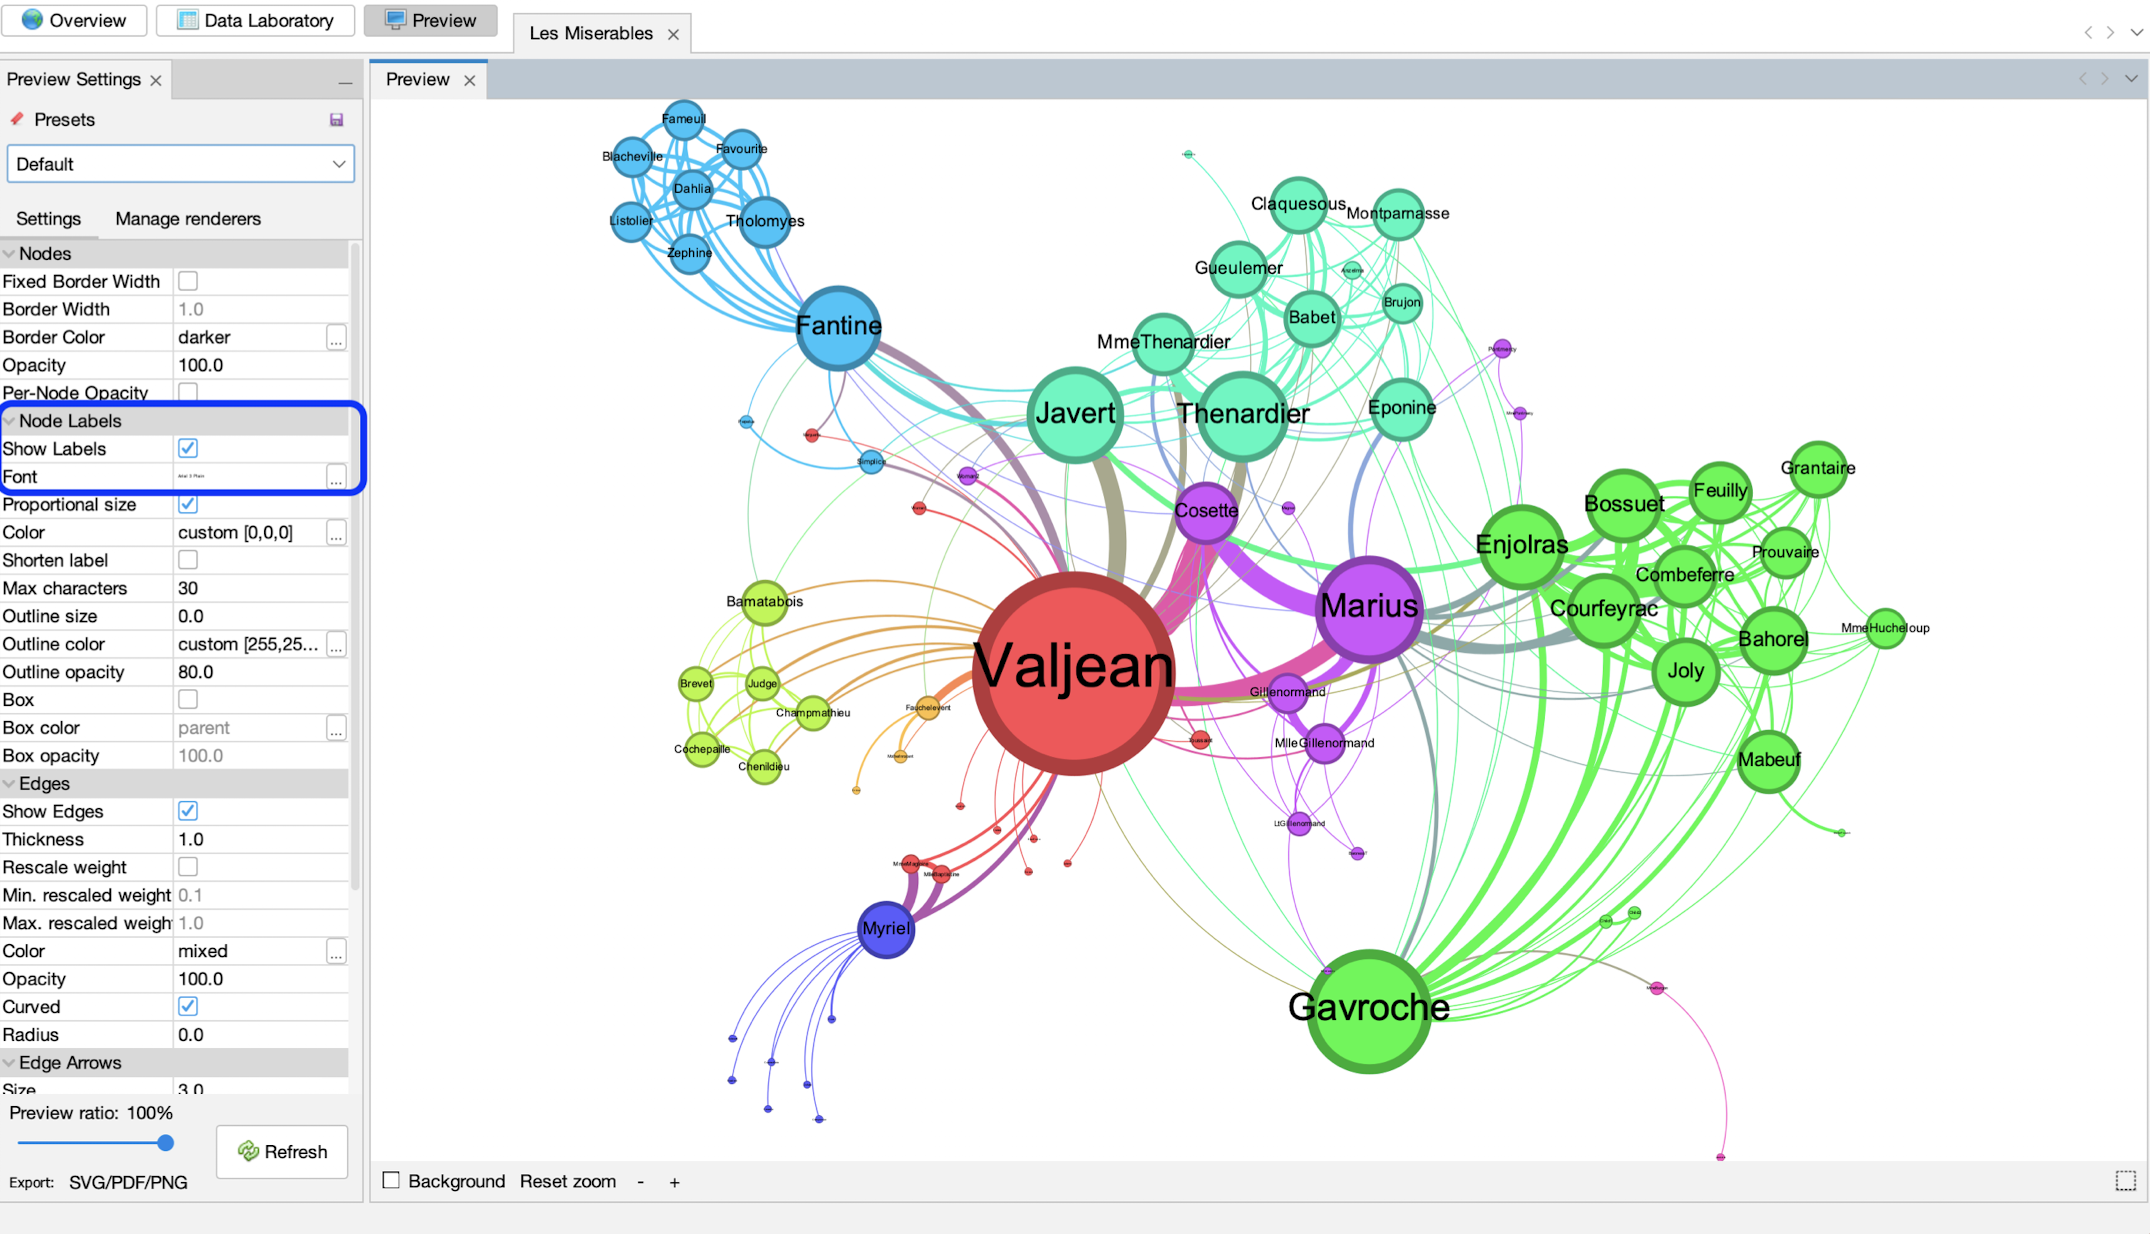 Overview
Data Laboratory
Preview
Les Miserables
Preview Settings
Preview
Presets
Default
Settings
Manage renderers
Nodes
Fixed Border Width
Border Width 1.0
Border Color darker ...
Opacity 100.0
Per-Node Opacity
Node Labels
Show Labels
Font ...
Proportional size
Color custom [0,0,0] ...
Shorten label
Max characters 30
Outline size 0.0
Outline color custom [255,25... ...
Outline opacity 80.0
Box
Box color parent ...
Box opacity 100.0
Edges
Show Edges
Thickness 1.0
Rescale weight
Min. rescaled weight 0.1
Max. rescaled weigh 1.0
Color mixed ...
Opacity 100.0
Curved
Radius 0.0
Edge Arrows
Size 3.0
Preview ratio: 100%
Refresh
Export: SVG/PDF/PNG
Fameuil
Blacheville
Favourite
Dahlia
Listolier
Tholomyes
Zephine
Fantine
Claquesous
Montparnasse
Gueulemer
Anzelma
Brujon
Babet
MmeThenardier
Javert
Thenardier
Eponine
Simplice
Cosette
Grantaire
Feuilly
Bossuet
Enjolras
Prouvaire
Combeferre
Courfeyrac
MmeHucheloup
Bahorel
Joly
Mabeuf
Marius
Bamatabois
Valjean
Brevet
Judge
Champmathieu
Fauchelevent
Cochepaille
Chenildieu
Gillenormand
MlleGillenormand
LtGillenormand
Toussaint
MlleBaptistine
Myriel
Gavroche
Background
Reset zoom
-
+